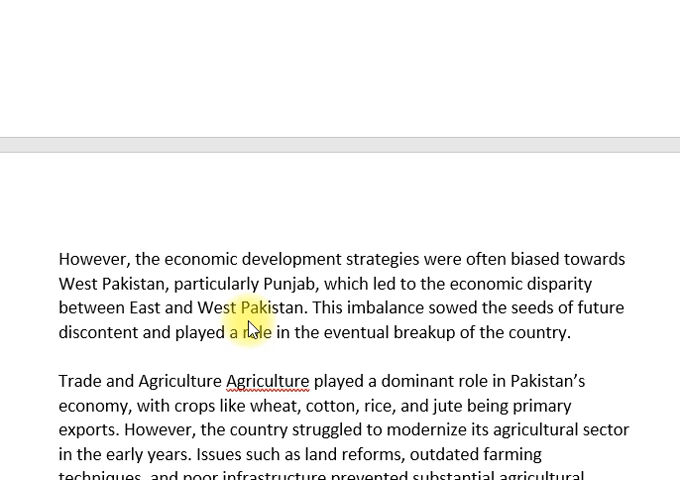 However, the economic development strategies were often biased towards
West Pakistan, particularly Punjab, which led to the economic disparity
between East and West Pakistan. This imbalance sowed the seeds of future
discontent and played a role in the eventual breakup of the country.
Trade and Agriculture Agriculture played a dominant role in Pakistan’s
economy, with crops like wheat, cotton, rice, and jute being primary
exports. However, the country struggled to modernize its agricultural sector
in the early years. Issues such as land reforms, outdated farming
techniques, and poor infrastructure prevented substantial agricultural